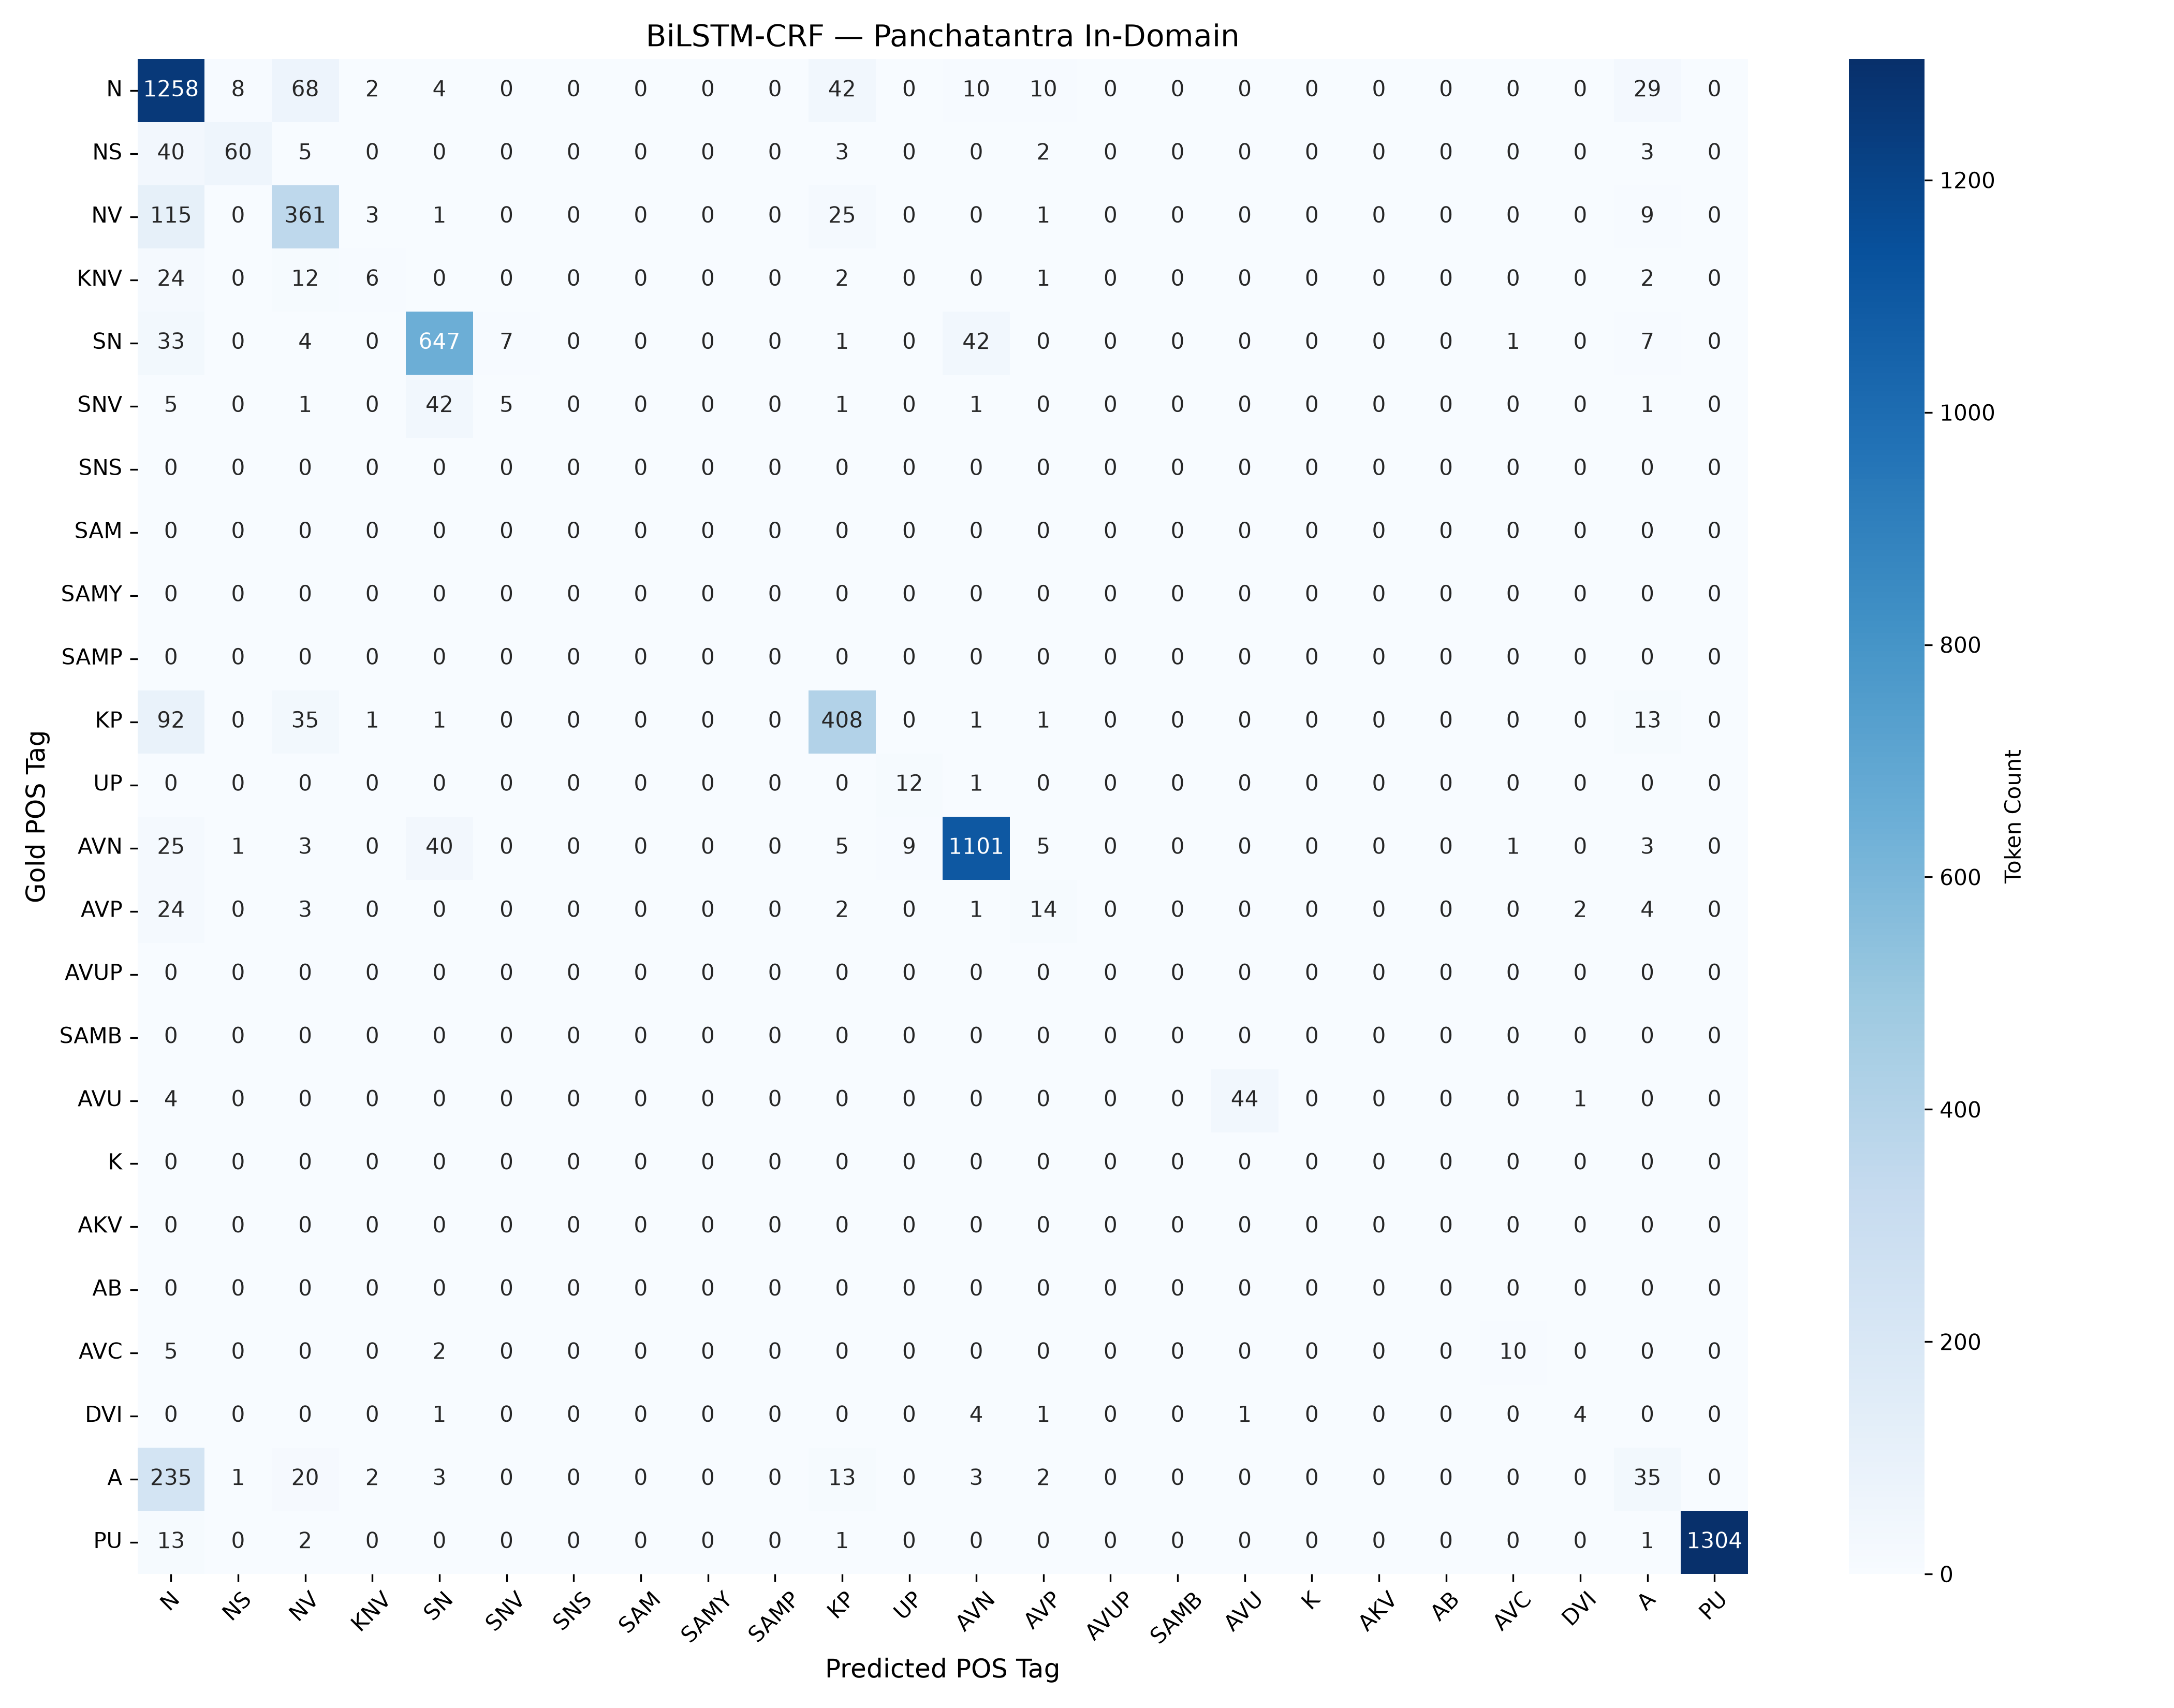 BiLSTM-CRF — Panchatantra In-Domain
N 1258 8 68 2 4 0 0 0 0 0 42 0 10 10 0 0 0 0 0 0 0 0 29 0
NS 40 60 5 0 0 0 0 0 0 0 3 0 0 2 0 0 0 0 0 0 0 0 3 0
NV 115 0 361 3 1 0 0 0 0 0 25 0 0 1 0 0 0 0 0 0 0 0 9 0
KNV 24 0 12 6 0 0 0 0 0 0 2 0 0 1 0 0 0 0 0 0 0 0 2 0
SN 33 0 4 0 647 7 0 0 0 0 1 0 42 0 0 0 0 0 0 0 1 0 7 0
SNV 5 0 1 0 42 5 0 0 0 0 1 0 1 0 0 0 0 0 0 0 0 0 1 0
SNS 0 0 0 0 0 0 0 0 0 0 0 0 0 0 0 0 0 0 0 0 0 0 0 0
SAM 0 0 0 0 0 0 0 0 0 0 0 0 0 0 0 0 0 0 0 0 0 0 0 0
SAMY 0 0 0 0 0 0 0 0 0 0 0 0 0 0 0 0 0 0 0 0 0 0 0 0
SAMP 0 0 0 0 0 0 0 0 0 0 0 0 0 0 0 0 0 0 0 0 0 0 0 0
KP 92 0 35 1 1 0 0 0 0 0 408 0 1 1 0 0 0 0 0 0 0 0 13 0
UP 0 0 0 0 0 0 0 0 0 0 0 12 1 0 0 0 0 0 0 0 0 0 0 0
AVN 25 1 3 0 40 0 0 0 0 0 5 9 1101 5 0 0 0 0 0 0 1 0 3 0
AVP 24 0 3 0 0 0 0 0 0 0 2 0 1 14 0 0 0 0 0 0 0 2 4 0
AVUP 0 0 0 0 0 0 0 0 0 0 0 0 0 0 0 0 0 0 0 0 0 0 0 0
SAMB 0 0 0 0 0 0 0 0 0 0 0 0 0 0 0 0 0 0 0 0 0 0 0 0
AVU 4 0 0 0 0 0 0 0 0 0 0 0 0 0 0 0 44 0 0 0 0 1 0 0
K 0 0 0 0 0 0 0 0 0 0 0 0 0 0 0 0 0 0 0 0 0 0 0 0
AKV 0 0 0 0 0 0 0 0 0 0 0 0 0 0 0 0 0 0 0 0 0 0 0 0
AB 0 0 0 0 0 0 0 0 0 0 0 0 0 0 0 0 0 0 0 0 0 0 0 0
AVC 5 0 0 0 2 0 0 0 0 0 0 0 0 0 0 0 0 0 0 0 10 0 0 0
DVI 0 0 0 0 1 0 0 0 0 0 0 0 4 1 0 0 1 0 0 0 0 4 0 0
A 235 1 20 2 3 0 0 0 0 0 13 0 3 2 0 0 0 0 0 0 0 0 35 0
PU 13 0 2 0 0 0 0 0 0 0 1 0 0 0 0 0 0 0 0 0 0 0 1 1304
N NS NV KNV SN SNV SNS SAM SAMY SAMP KP UP AVN AVP AVUP SAMB AVU K AKV AB AVC DVI A PU
Predicted POS Tag
Gold POS Tag
1200
1000
800
600
400
200
0
Token Count